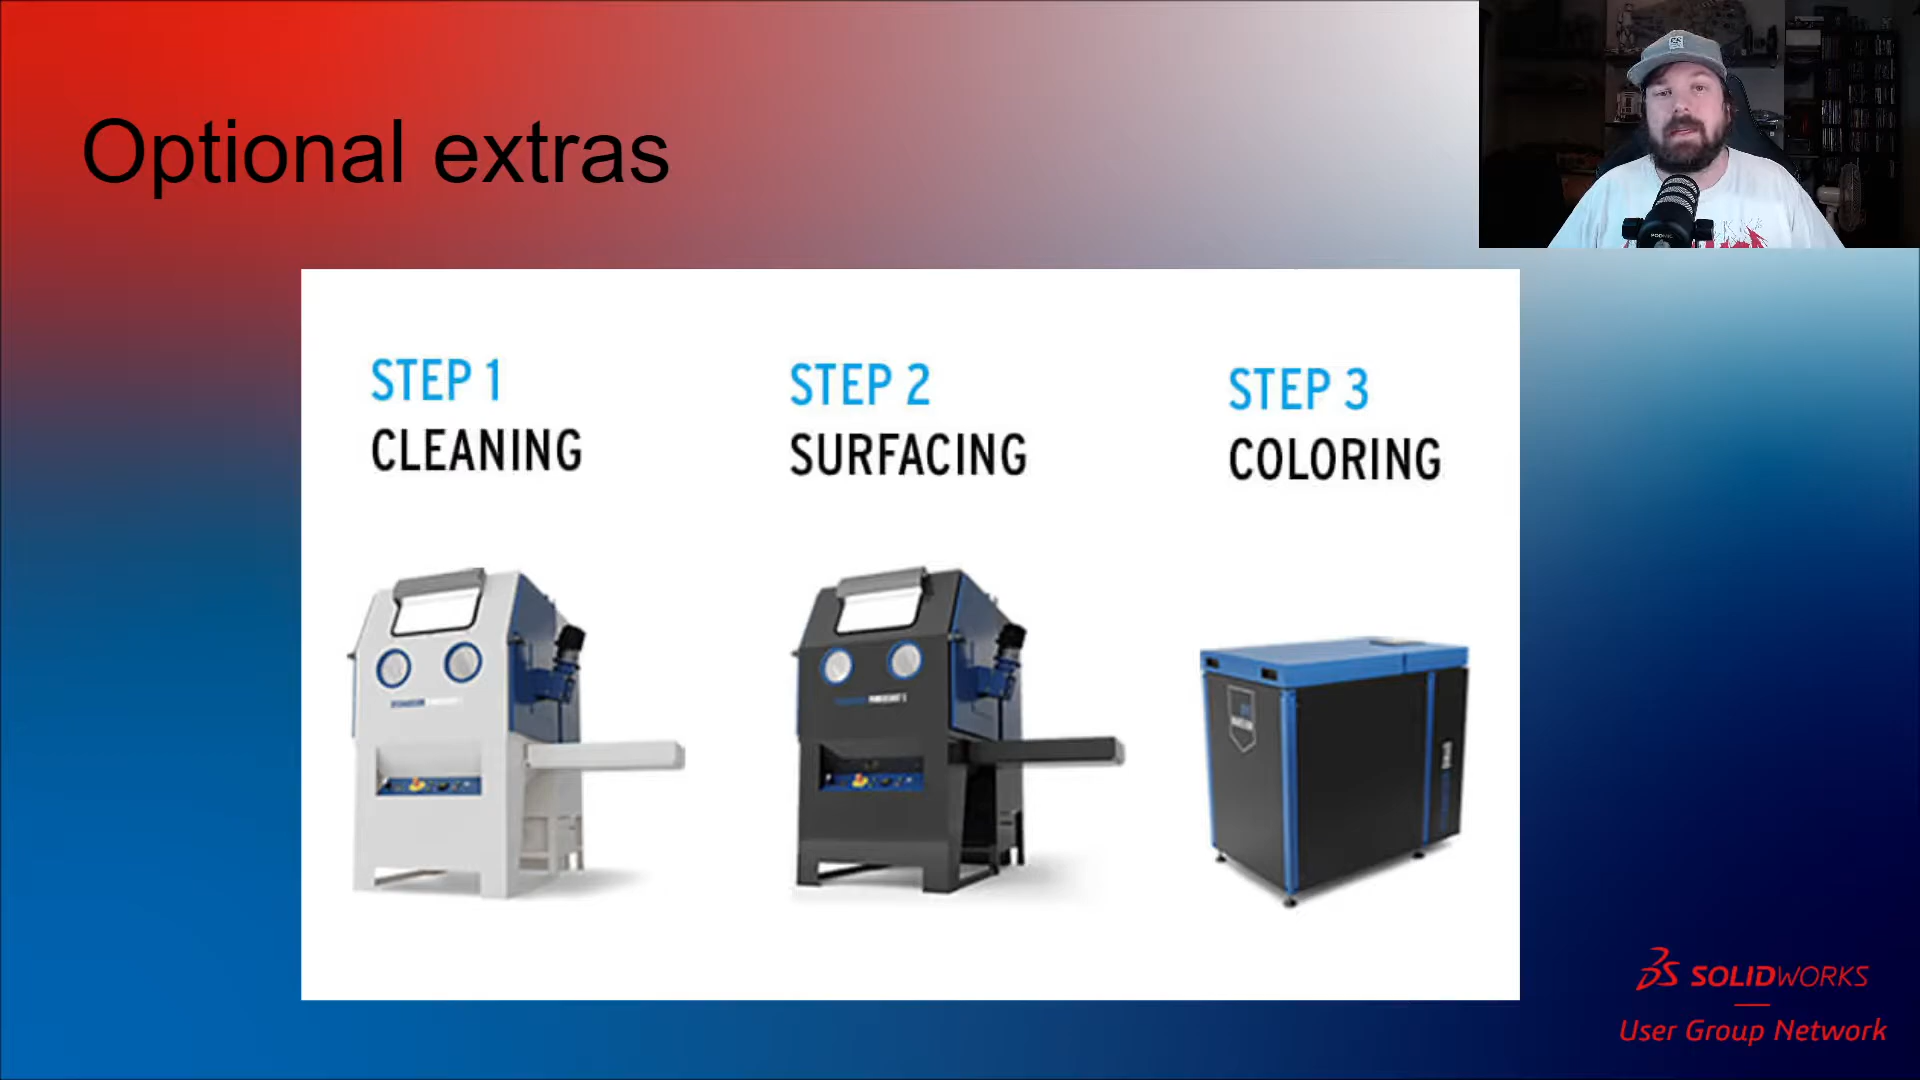 Optional extras
STEP 1
CLEANING
STEP 2
SURFACING
STEP 3
COLORING
SOLIDWORKS
User Group Network